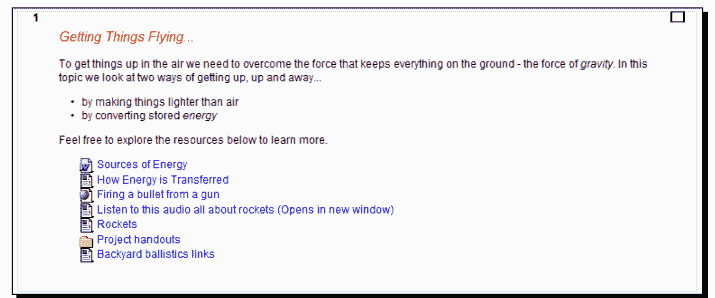 1
Getting Things Flying...
To get things up in the air we need to overcome the force that keeps everything on the ground - the force of gravity. In this
topic we look at two ways of getting up, up and away...
• by making things lighter than air
• by converting stored energy
Feel free to explore the resources below to learn more.
Sources of Energy
How Energy is Transferred
Firing a bullet from a gun
Listen to this audio all about rockets (Opens in new window)
Rockets
Project handouts
Backyard ballistics links